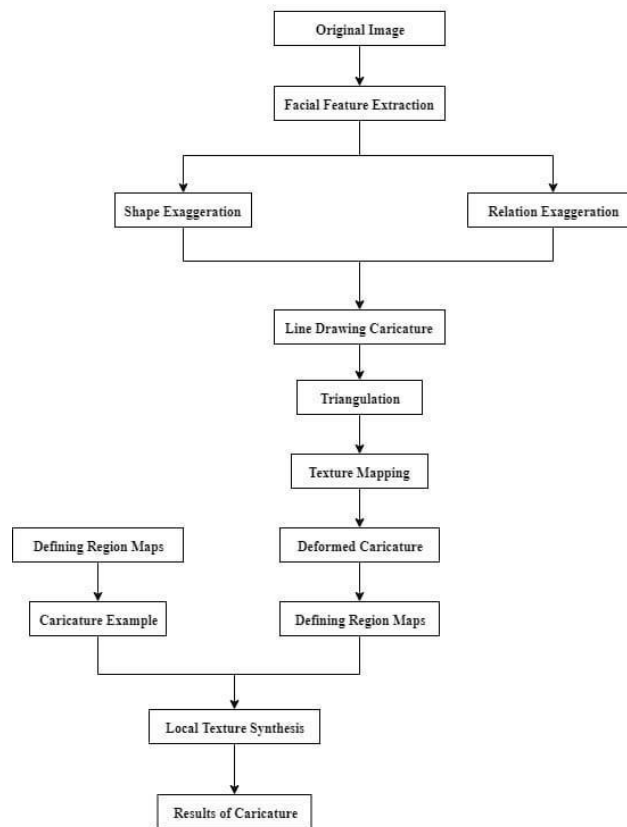 Original Image
Facial Feature Extraction
Shape Exaggeration
Relation Exaggeration
Line Drawing Caricature
Triangulation
Texture Mapping
Defining Region Maps
Deformed Caricature
Caricature Example
Defining Region Maps
Local Texture Synthesis
Results of Caricature